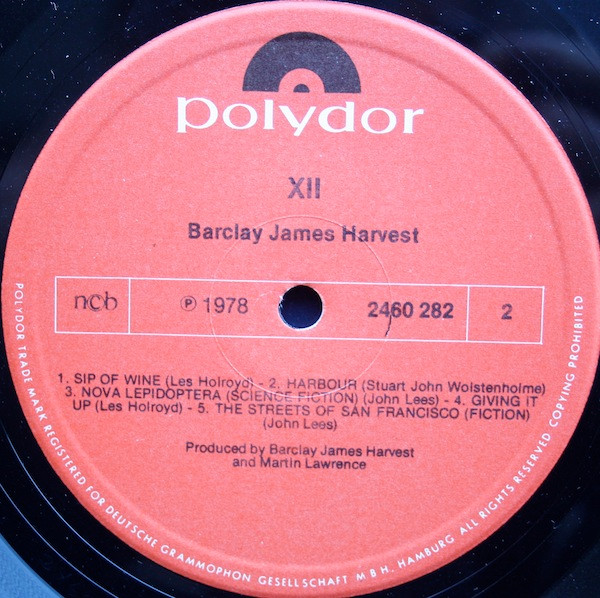 polydor
XII
Barclay James Harvest
ncb ℗ 1978 2460 282 2
1. SIP OF WINE (Les Holroyd) - 2. HARBOUR (Stuart John Wolstenholme)
3. NOVA LEPIDOPTERA (SCIENCE FICTION) (John Lees) - 4. GIVING IT
UP (Les Holroyd) - 5. THE STREETS OF SAN FRANCISCO (FICTION)
(John Lees)
Produced by Barclay James Harvest
and Martin Lawrence
POLYDOR TRADE MARK REGISTERED FOR DEUTSCHE GRAMMOPHON GESELLSCHAFT M B H. HAMBURG ALL RIGHTS RESERVED COPYING PROHIBITED